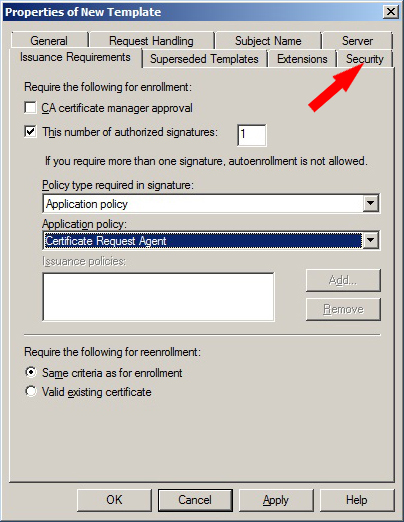 Properties of New Template
General Request Handling Subject Name Server
Issuance Requirements Superseded Templates Extensions Security
Require the following for enrollment:
CA certificate manager approval
This number of authorized signatures: 1
If you require more than one signature, autoenrollment is not allowed.
Policy type required in signature:
Application policy
Application policy:
Certificate Request Agent
Issuance policies:
Add...
Remove
Require the following for reenrollment:
Same criteria as for enrollment
Valid existing certificate
OK Cancel Apply Help